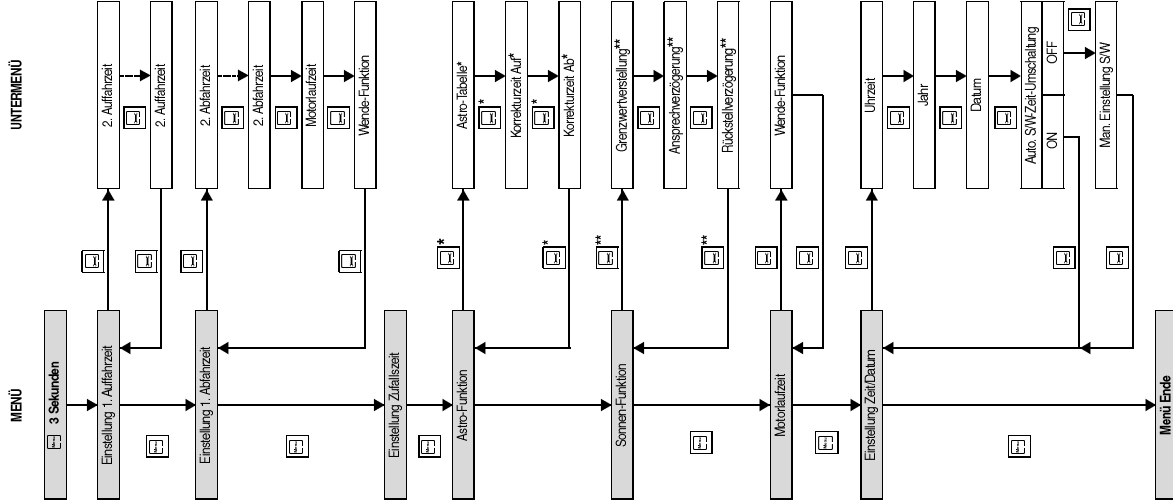 MENÜ
UNTERMENÜ
3 Sekunden
Einstellung 1. Auffahrzeit
2. Auffahrzeit
2. Auffahrzeit
Einstellung 1. Abfahrzeit
2. Abfahrzeit
2. Abfahrzeit
Motorlaufzeit
Wende-Funktion
Einstellung Zufallszeit
Astro-Funktion
*
Astro-Tabelle*
*
Korrekturzeit Auf*
*
Korrekturzeit Ab*
*
Sonnen-Funktion
**
Grenzwertverstellung**
Ansprechverzögerung**
Rückstellverzögerung**
**
Motorlaufzeit
Wende-Funktion
Einstellung Zeit/Datum
Uhrzeit
Jahr
Datum
Auto. S/W-Zeit-Umschaltung
ON
OFF
Man. Einstellung S/W
Menü Ende